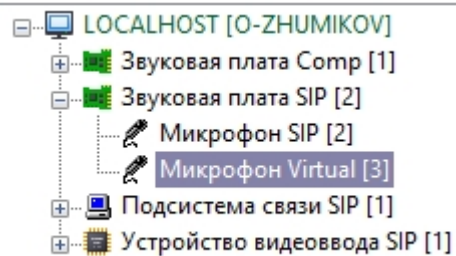 LOCALHOST [O-ZHUMIKOV]
Звуковая плата Comp [1]
Звуковая плата SIP [2]
Микрофон SIP [2]
Микрофон Virtual [3]
Подсистема связи SIP [1]
Устройство видеоввода SIP [1]